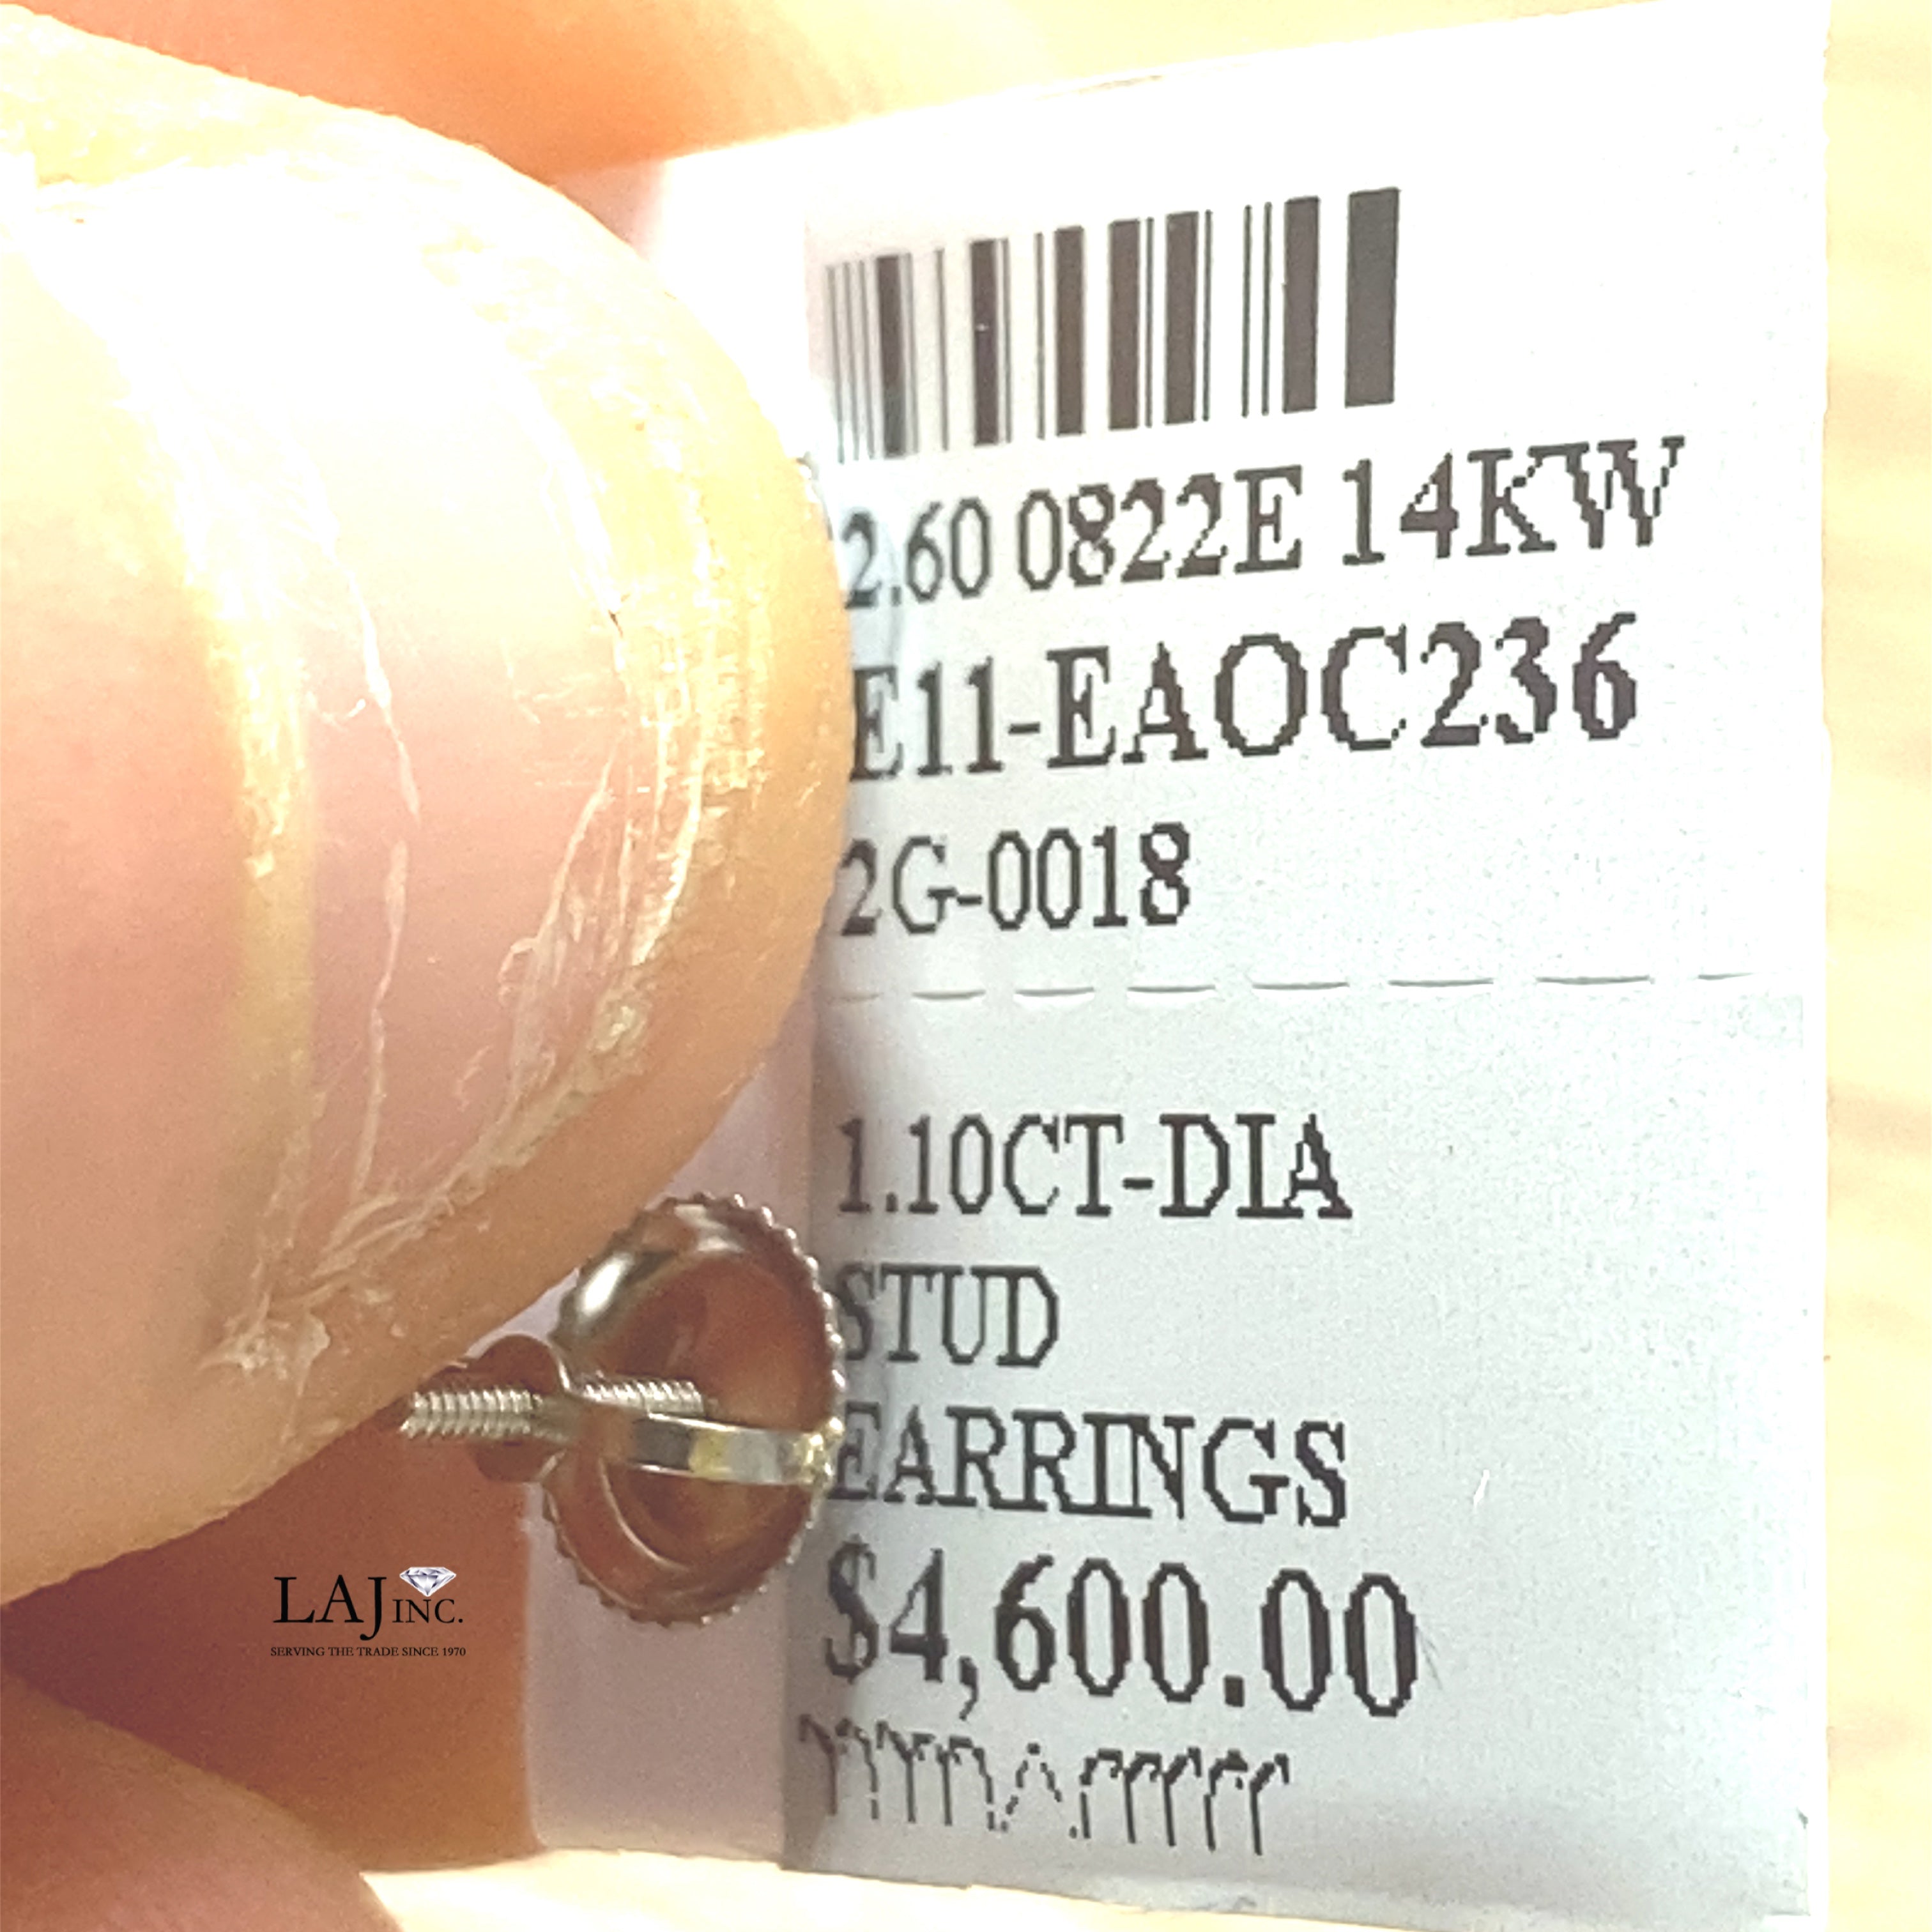 2.60 0822E 14KW
E11-EAOC236
2G-0018
1.10CT-DIA
STUD
EARRINGS
$4,600.00
LAJ INC.
SERVING THE TRADE SINCE 1970